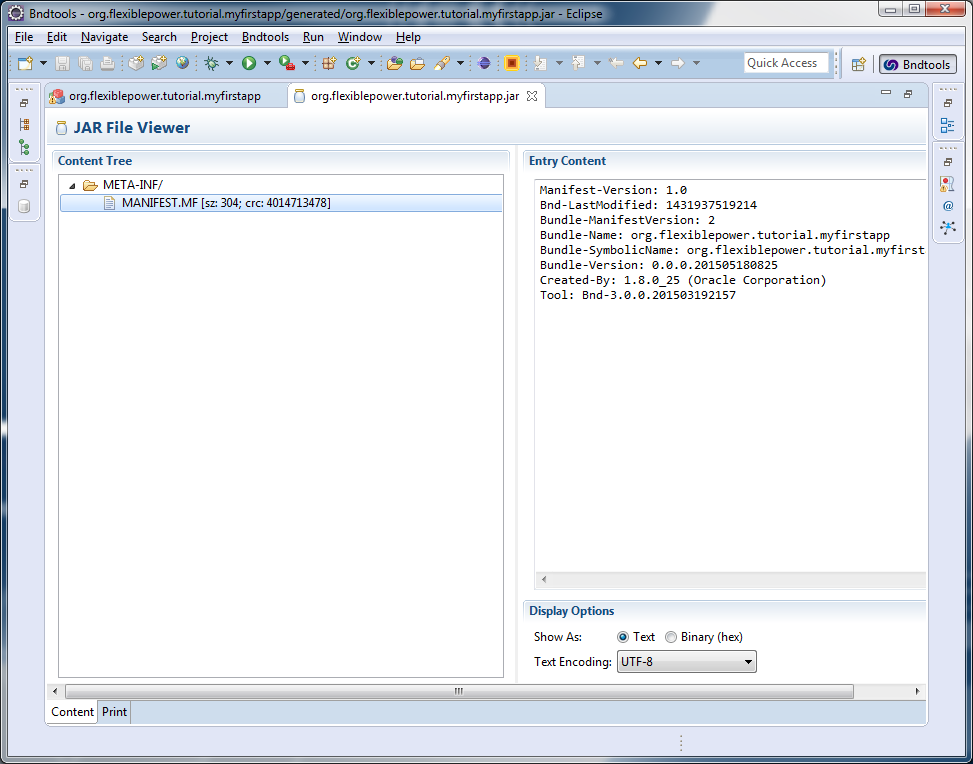 Bndtools - org.flexiblepower.tutorial.myfirstapp/generated/org.flexiblepower.tutorial.myfirstapp.jar - Eclipse
File Edit Navigate Search Project Bndtools Run Window Help
Quick Access
Bndtools
org.flexiblepower.tutorial.myfirstapp
org.flexiblepower.tutorial.myfirstapp.jar
JAR File Viewer
Content Tree
META-INF/
MANIFEST.MF [sz: 304; crc: 4014713478]
Entry Content
Manifest-Version: 1.0
Bnd-LastModified: 1431937519214
Bundle-ManifestVersion: 2
Bundle-Name: org.flexiblepower.tutorial.myfirstapp
Bundle-SymbolicName: org.flexiblepower.tutorial.myfirst
Bundle-Version: 0.0.0.201505180825
Created-By: 1.8.0_25 (Oracle Corporation)
Tool: Bnd-3.0.0.201503192157
Display Options
Show As: Text Binary (hex)
Text Encoding: UTF-8
Content Print